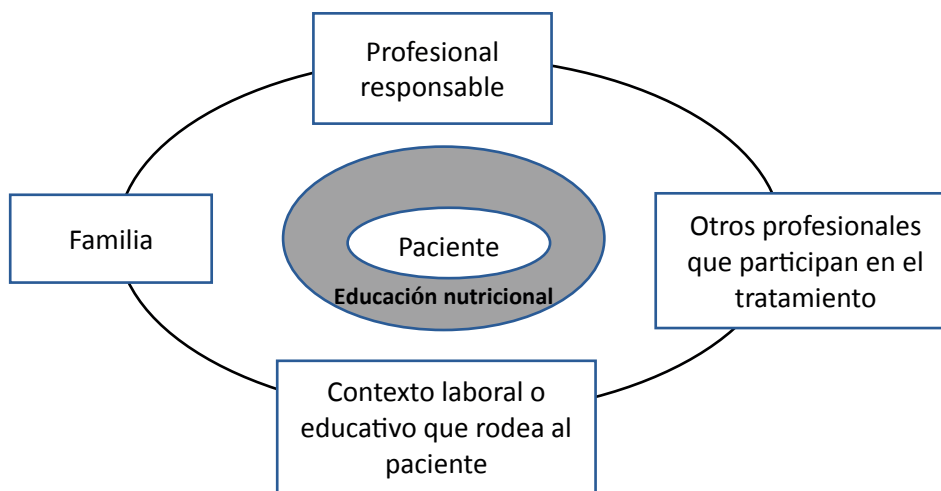 Profesional
responsable
Familia
Paciente
Educación nutricional
Otros profesionales
que participan en el
tratamiento
Contexto laboral o
educativo que rodea al
paciente